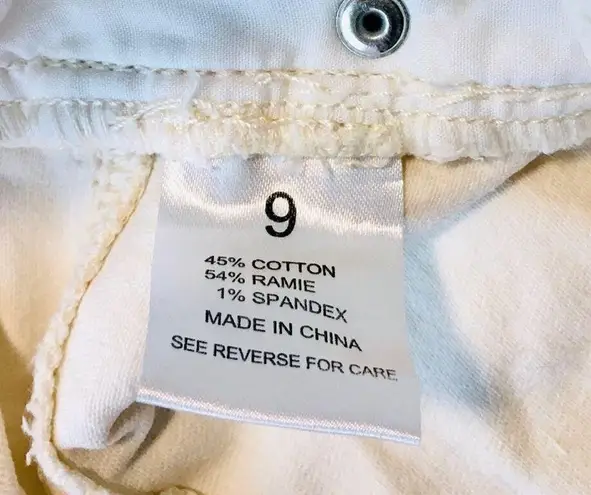 9
45% COTTON
54% RAMIE
1% SPANDEX
MADE IN CHINA
SEE REVERSE FOR CARE